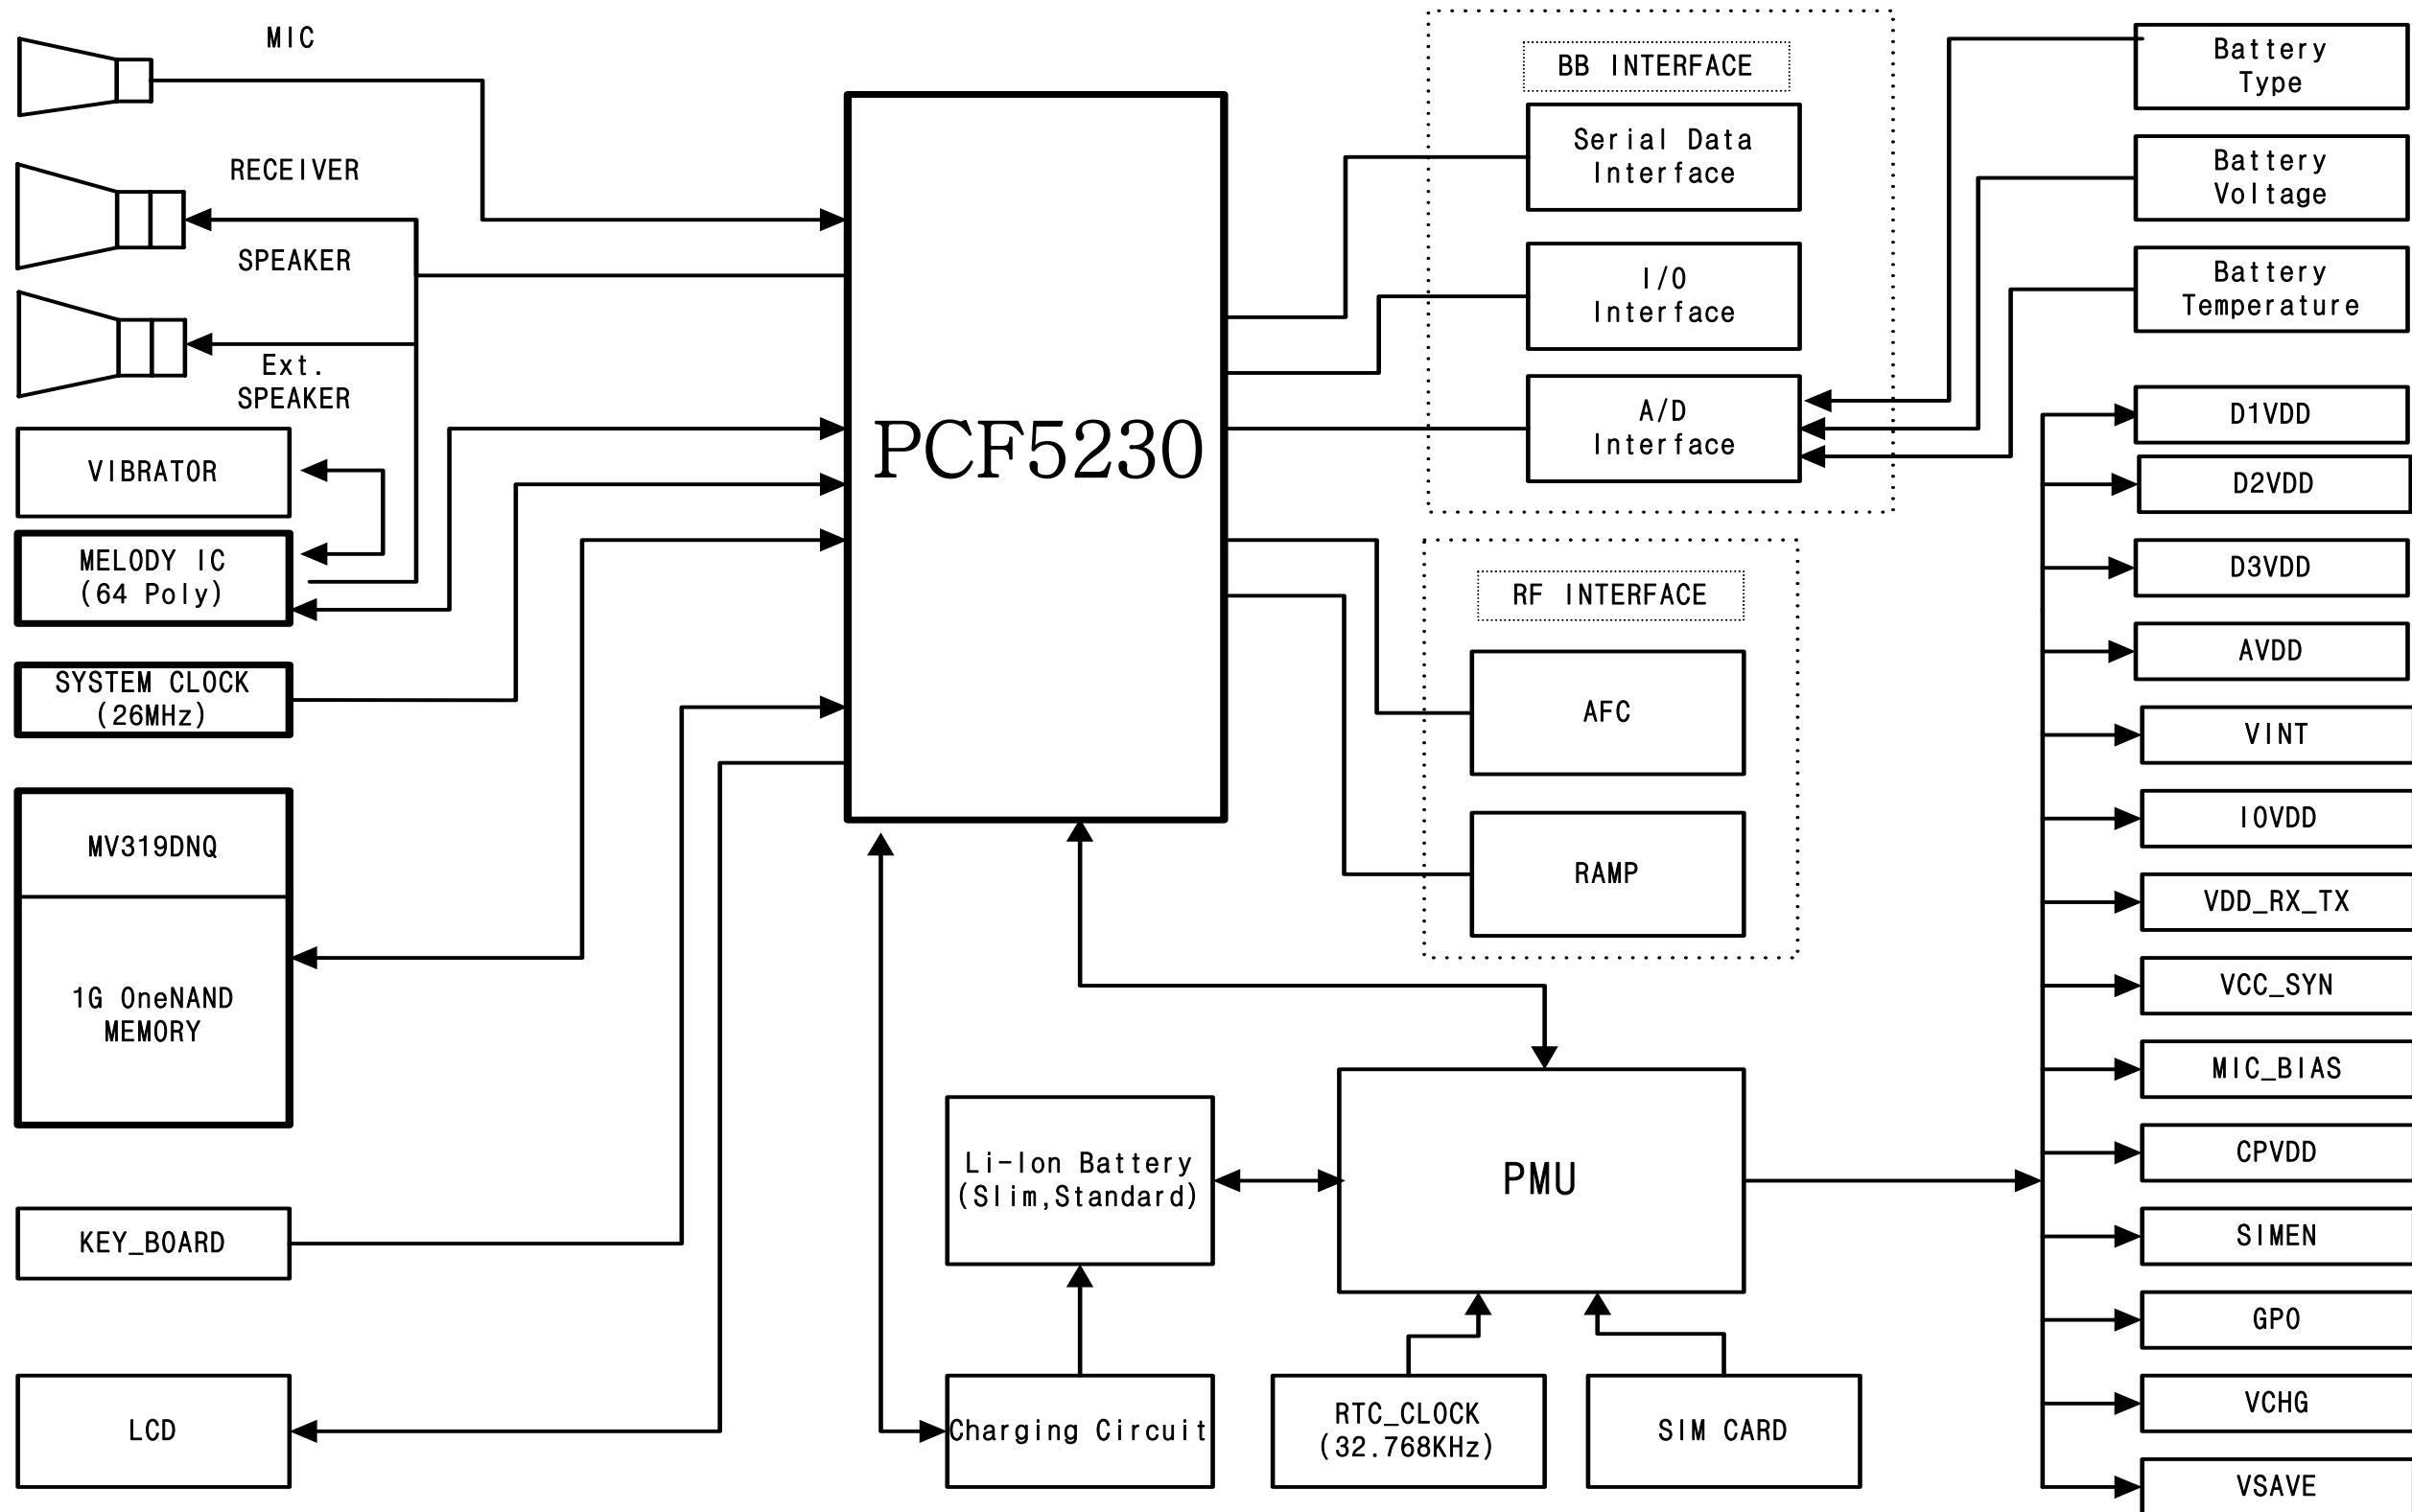 MIC
RECEIVER
SPEAKER
Ext.
SPEAKER
VIBRATOR
MELODY IC
(64 Poly)
SYSTEM CLOCK
(26MHz)
MV319DNQ
1G OneNAND
MEMORY
KEY_BOARD
LCD
PCF5230
BB INTERFACE
Serial Data
Interface
I/O
Interface
A/D
Interface
RF INTERFACE
AFC
RAMP
Li-Ion Battery
(Slim,Standard)
PMU
Charging Circuit
RTC_CLOCK
(32.768KHz)
SIM CARD
Battery
Type
Battery
Voltage
Battery
Temperature
D1VDD
D2VDD
D3VDD
AVDD
VINT
IOVDD
VDD_RX_TX
VCC_SYN
MIC_BIAS
CPVDD
SIMEN
GPO
VCHG
VSAVE